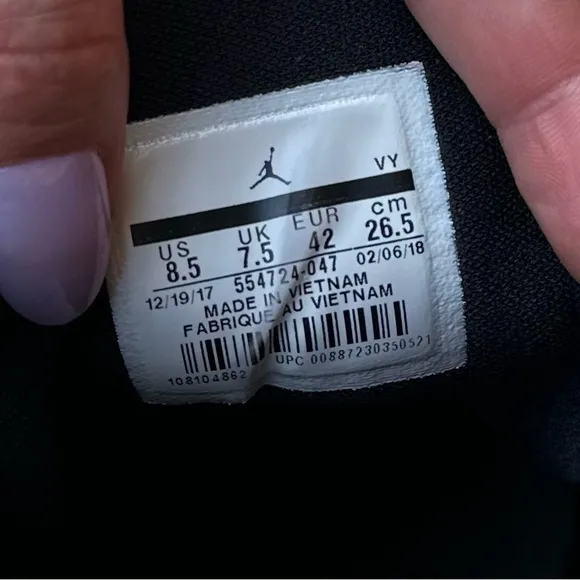 VY
US UK EUR cm
8.5 7.5 42 26.5
12/19/17 554724-047 02/06/18
MADE IN VIETNAM
FABRIQUE AU VIETNAM
108104862 UPC 00887230350521